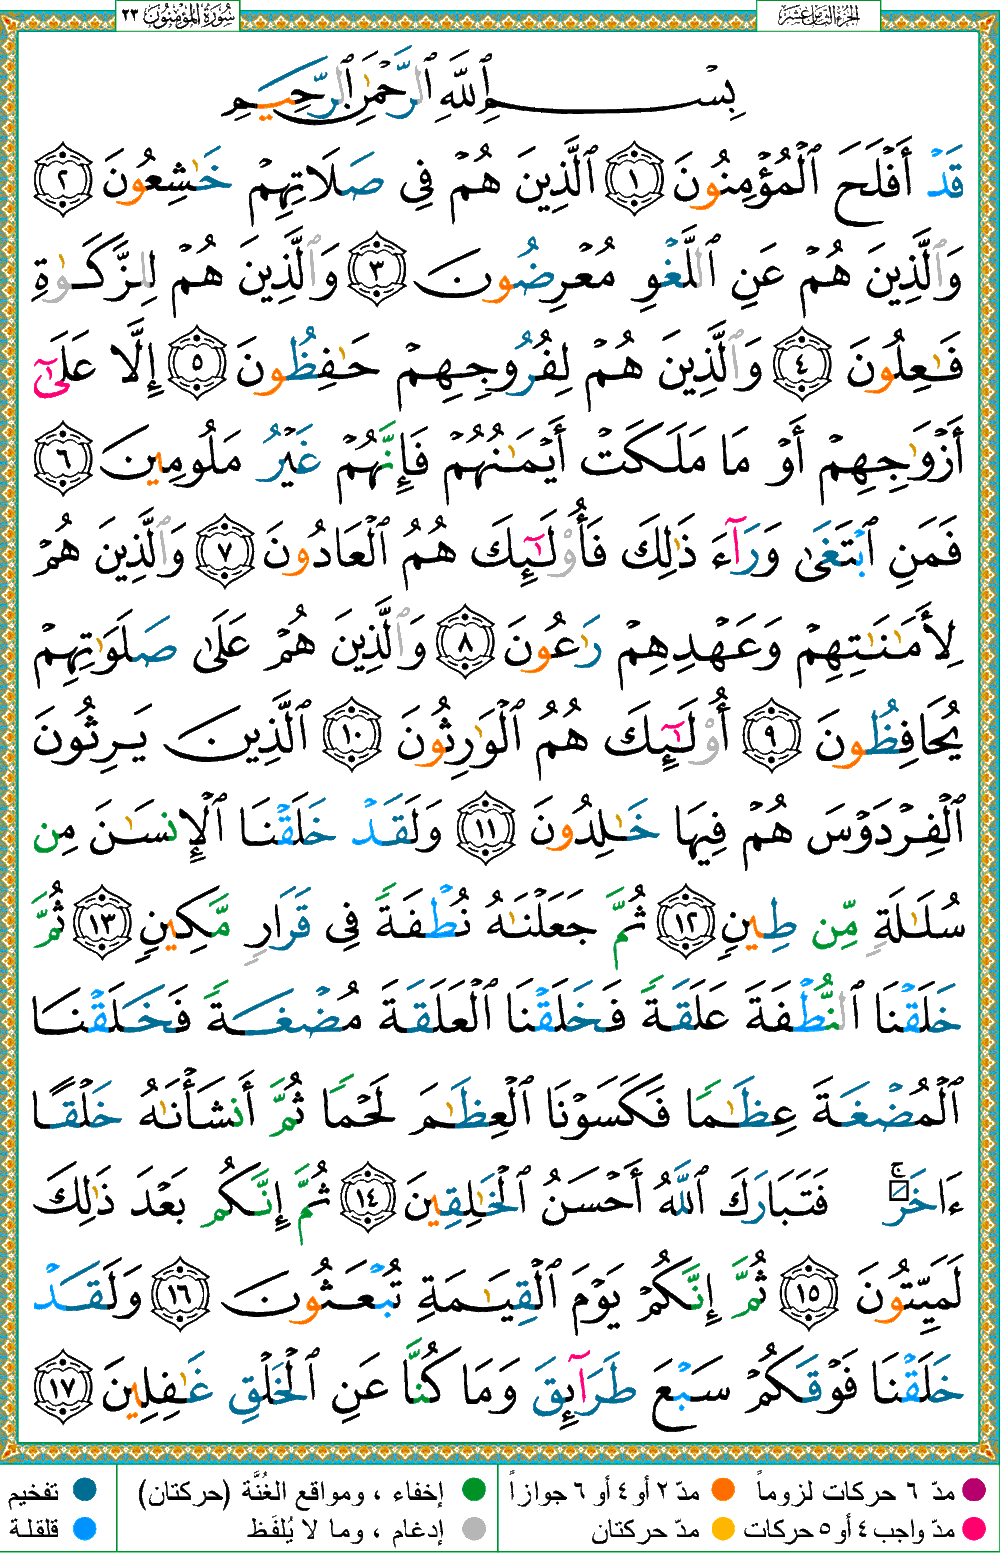 الجزء الثامن عشر
سُورَةُ المُؤْمِنُونَ ٢٣
بِسْمِ ٱللَّهِ ٱلرَّحْمَٰنِ ٱلرَّحِيمِ
قَدْ أَفْلَحَ ٱلْمُؤْمِنُونَ ١ ٱلَّذِينَ هُمْ فِى صَلَاتِهِمْ خَٰشِعُونَ ٢
وَٱلَّذِينَ هُمْ عَنِ ٱللَّغْوِ مُعْرِضُونَ ٣ وَٱلَّذِينَ هُمْ لِلزَّكَوٰةِ
فَٰعِلُونَ ٤ وَٱلَّذِينَ هُمْ لِفُرُوجِهِمْ حَٰفِظُونَ ٥ إِلَّا عَلَىٰٓ
أَزْوَٰجِهِمْ أَوْ مَا مَلَكَتْ أَيْمَٰنُهُمْ فَإِنَّهُمْ غَيْرُ مَلُومِينَ ٦
فَمَنِ ٱبْتَغَىٰ وَرَآءَ ذَٰلِكَ فَأُو۟لَٰٓئِكَ هُمُ ٱلْعَادُونَ ٧ وَٱلَّذِينَ هُمْ
لِأَمَٰنَٰتِهِمْ وَعَهْدِهِمْ رَٰعُونَ ٨ وَٱلَّذِينَ هُمْ عَلَىٰ صَلَوَٰتِهِمْ
يُحَافِظُونَ ٩ أُو۟لَٰٓئِكَ هُمُ ٱلْوَٰرِثُونَ ١٠ ٱلَّذِينَ يَرِثُونَ
ٱلْفِرْدَوْسَ هُمْ فِيهَا خَٰلِدُونَ ١١ وَلَقَدْ خَلَقْنَا ٱلْإِنسَٰنَ مِن
سُلَٰلَةٍ مِّن طِينٍ ١٢ ثُمَّ جَعَلْنَٰهُ نُطْفَةً فِى قَرَارٍ مَّكِينٍ ١٣ ثُمَّ
خَلَقْنَا ٱلنُّطْفَةَ عَلَقَةً فَخَلَقْنَا ٱلْعَلَقَةَ مُضْغَةً فَخَلَقْنَا
ٱلْمُضْغَةَ عِظَٰمًا فَكَسَوْنَا ٱلْعِظَٰمَ لَحْمًا ثُمَّ أَنشَأْنَٰهُ خَلْقًا
ءَاخَرَ ۚ فَتَبَارَكَ ٱللَّهُ أَحْسَنُ ٱلْخَٰلِقِينَ ١٤ ثُمَّ إِنَّكُم بَعْدَ ذَٰلِكَ
لَمَيِّتُونَ ١٥ ثُمَّ إِنَّكُمْ يَوْمَ ٱلْقِيَٰمَةِ تُبْعَثُونَ ١٦ وَلَقَدْ
خَلَقْنَا فَوْقَكُمْ سَبْعَ طَرَآئِقَ وَمَا كُنَّا عَنِ ٱلْخَلْقِ غَٰفِلِينَ ١٧
مدّ ٦ حركات لزوماً مدّ ٢ أو ٤ أو ٦ جوازاً إخفاء ، ومواقع الغُنَّة (حركتان) تفخيم
مدّ واجب ٤ أو ٥ حركات مدّ حركتان إدغام ، وما لا يُلفَظ قلقلة